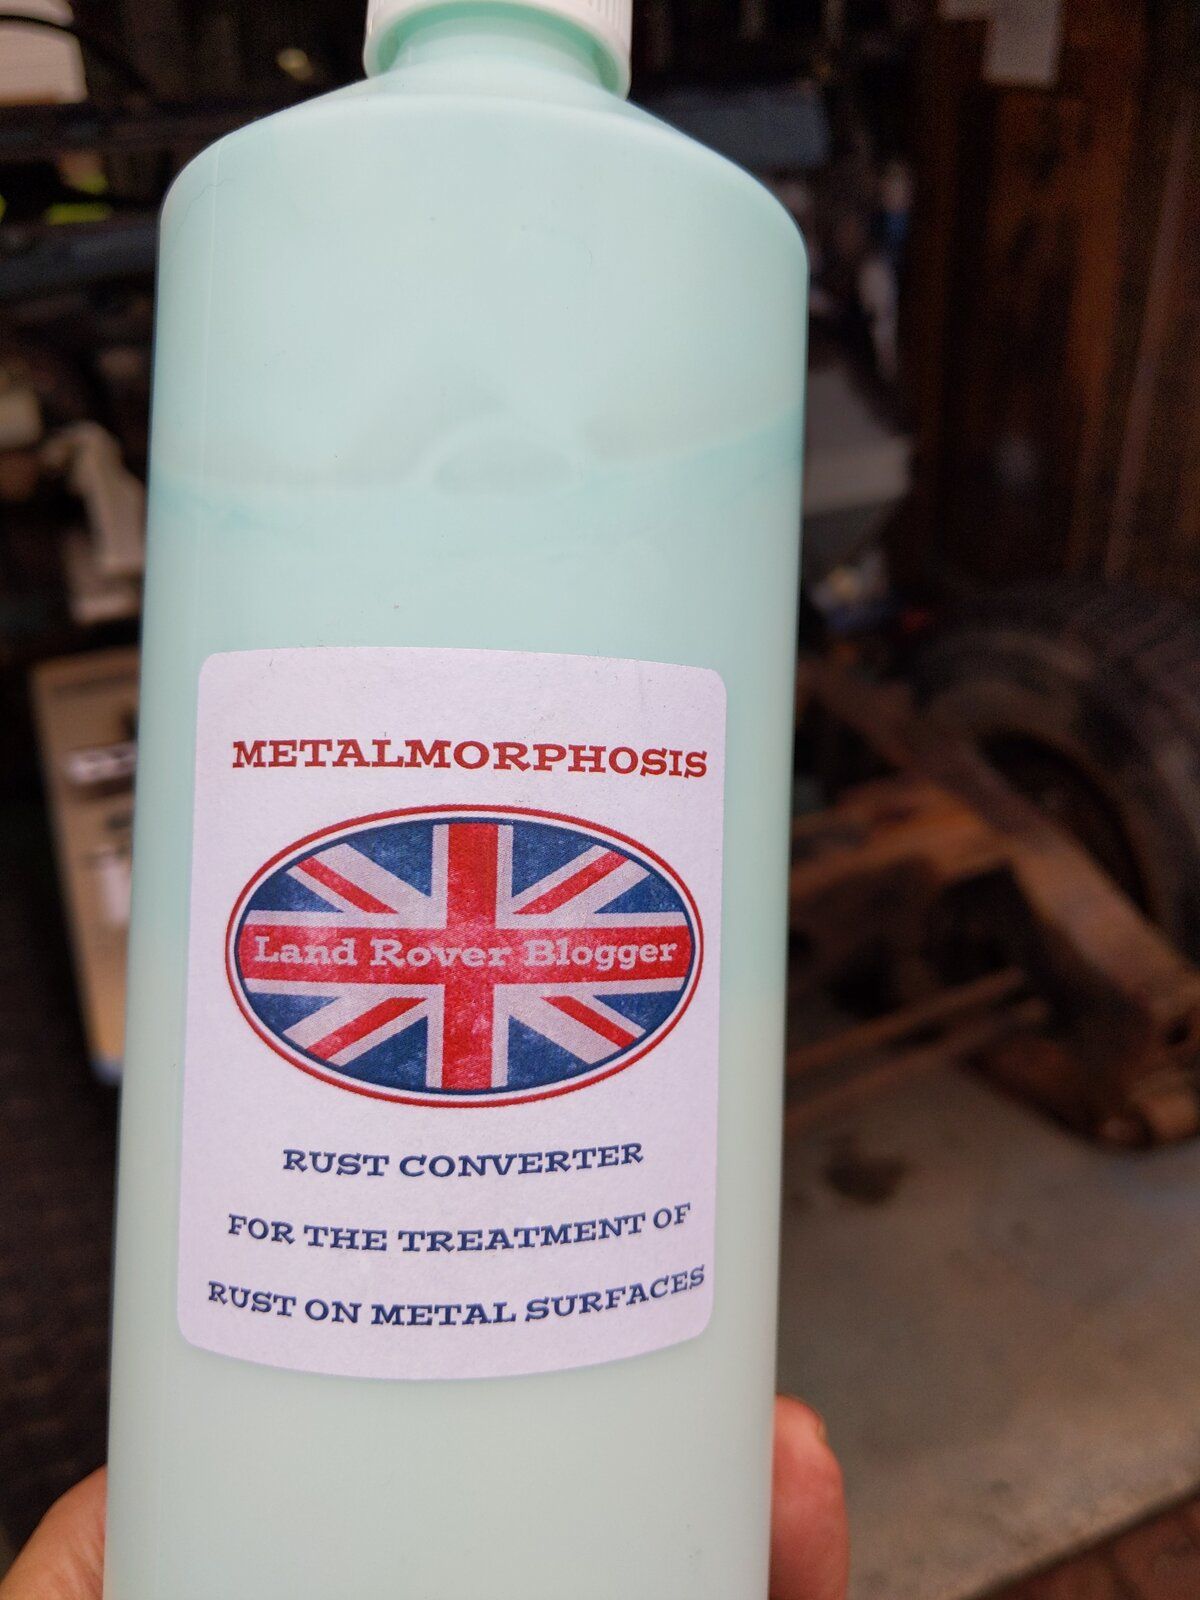 METALMORPHOSIS
Land Rover Blogger
RUST CONVERTER
FOR THE TREATMENT OF
RUST ON METAL SURFACES